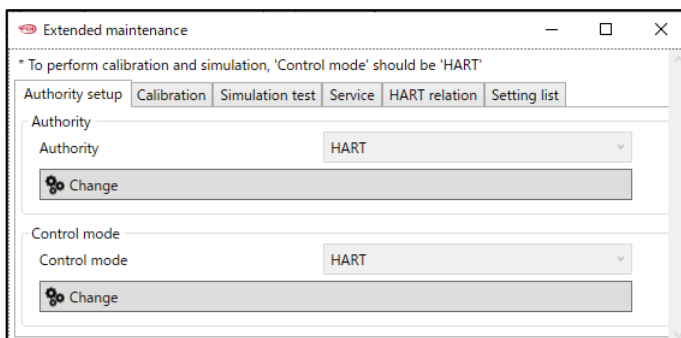 Extended maintenance
* To perform calibration and simulation, 'Control mode' should be 'HART'
Authority setup Calibration Simulation test Service HART relation Setting list
Authority
Authority HART
Change
Control mode
Control mode HART
Change